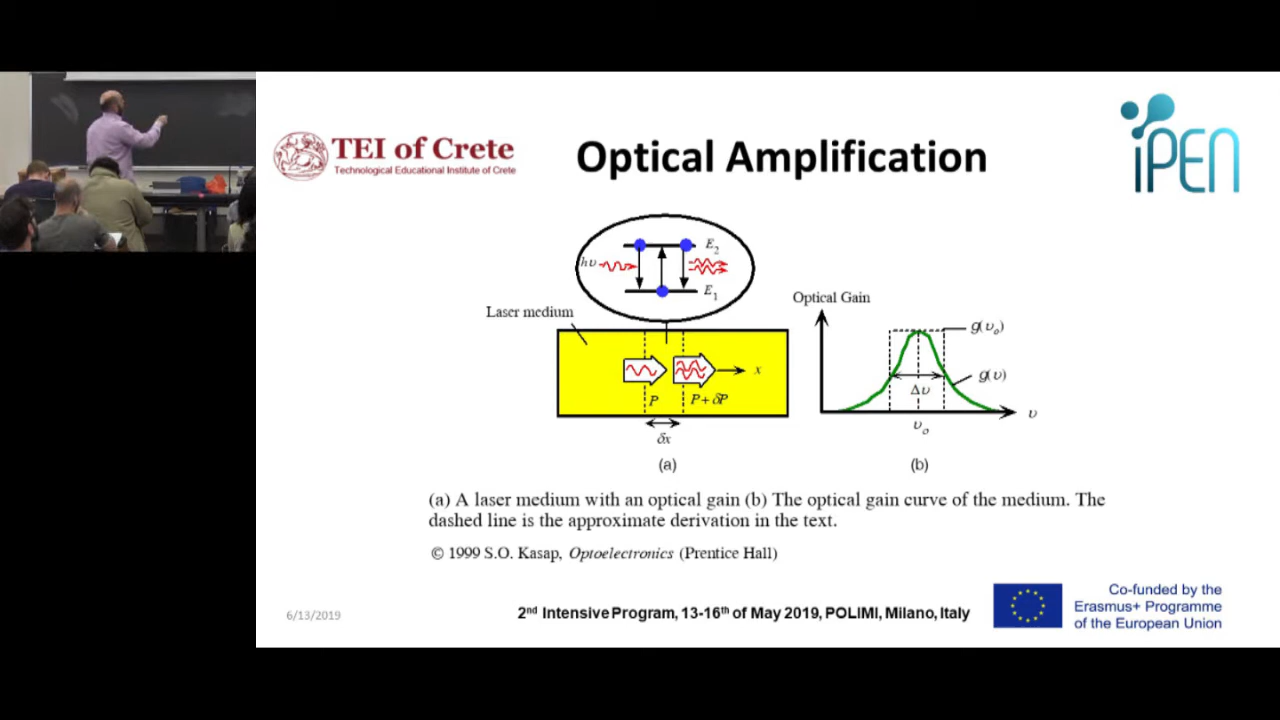 TEI of Crete
Technological Educational Institute of Crete
Optical Amplification
iPEN
hυ
E2
E1
Laser medium
x
P
P + δP
δx
(a)
Optical Gain
g(υo)
g(υ)
Δυ
υ
υo
(b)
(a) A laser medium with an optical gain (b) The optical gain curve of the medium. The
dashed line is the approximate derivation in the text.
© 1999 S.O. Kasap, Optoelectronics (Prentice Hall)
6/13/2019
2nd Intensive Program, 13-16th of May 2019, POLIMI, Milano, Italy
Co-funded by the
Erasmus+ Programme
of the European Union